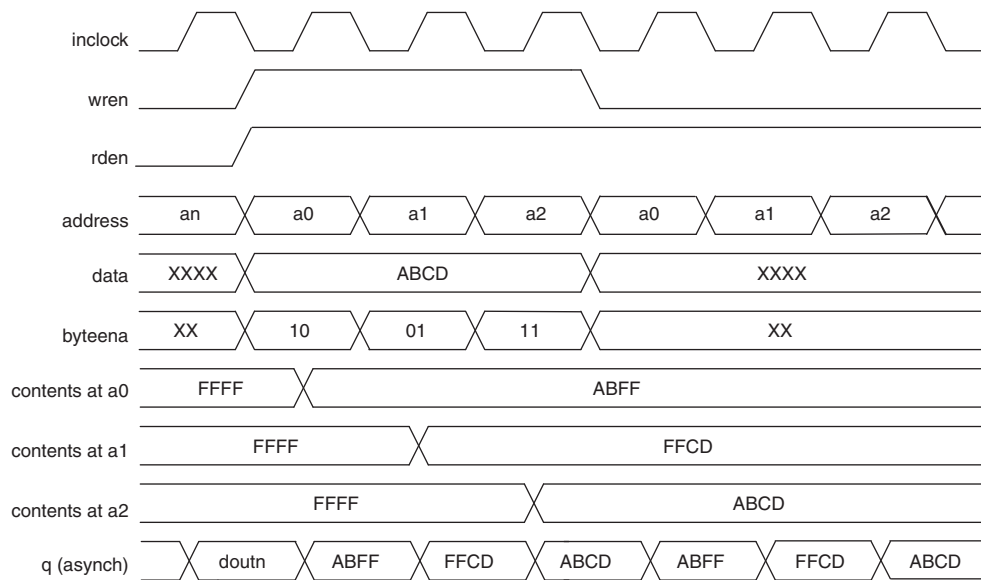 inclock
wren
rden
address an a0 a1 a2 a0 a1 a2
data XXXX ABCD XXXX
byteena XX 10 01 11 XX
contents at a0 FFFF ABFF
contents at a1 FFFF FFCD
contents at a2 FFFF ABCD
q (asynch) doutn ABFF FFCD ABCD ABFF FFCD ABCD